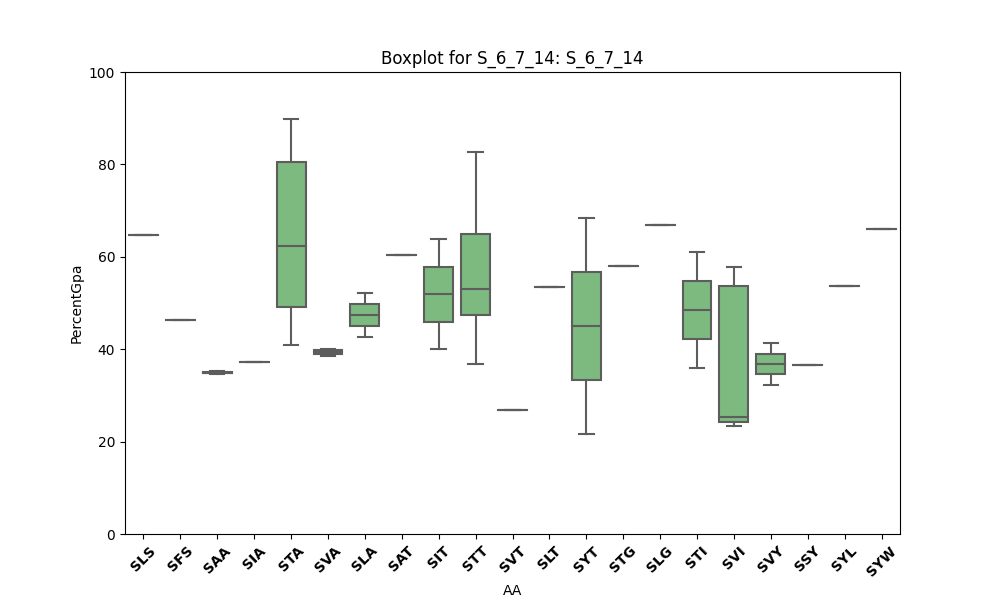 Boxplot for S_6_7_14: S_6_7_14
100
80
60
40
20
0
PercentGpa
SLS SFS SAA SIA STA SVA SLA SAT SIT STT SVT SLT SYT STG SLG STI SVI SVY SSY SYL SYW
AA